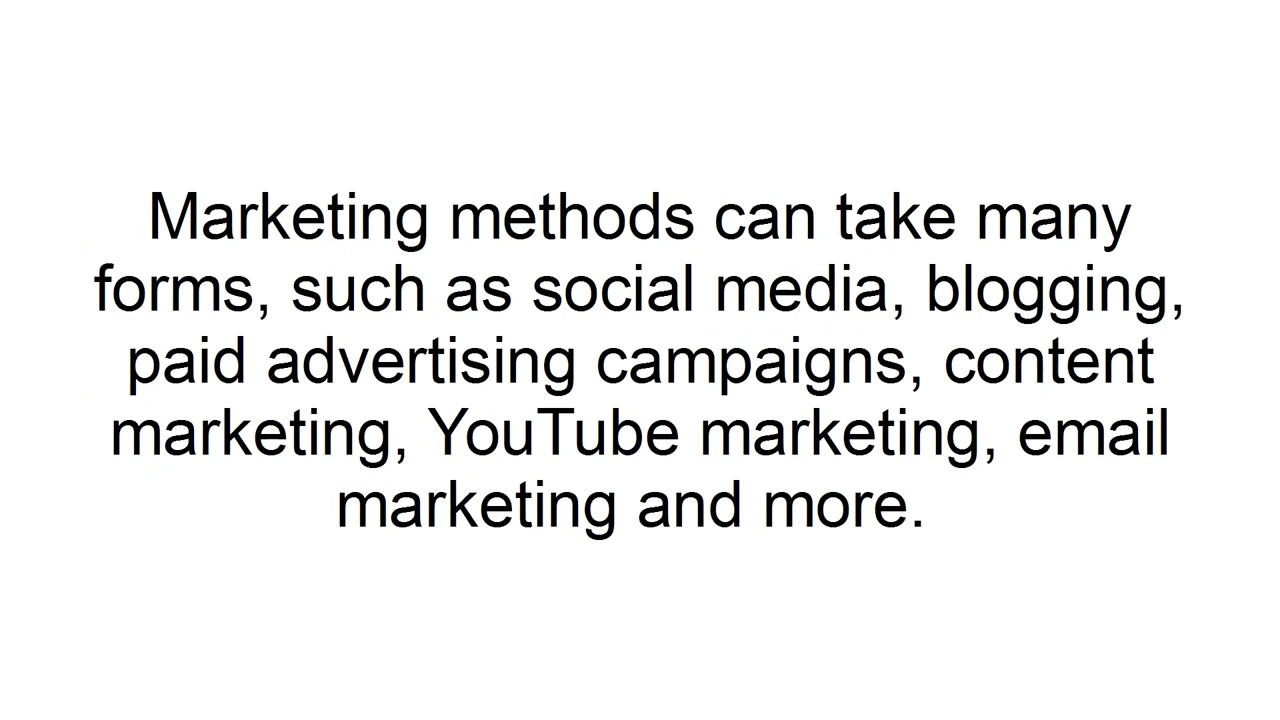 Marketing methods can take many
forms, such as social media, blogging,
paid advertising campaigns, content
marketing, YouTube marketing, email
marketing and more.